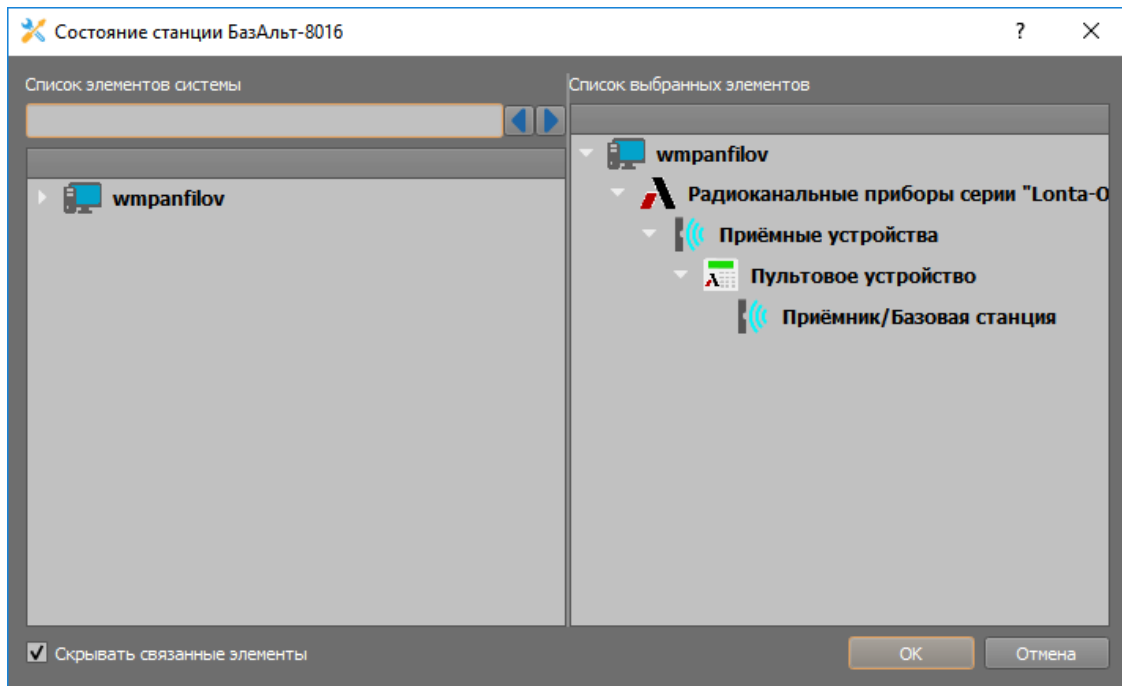 Состояние станции БазАльт-8016
Список элементов системы
wmpanfilov
Скрывать связанные элементы
Список выбранных элементов
wmpanfilov
Радиоканальные приборы серии "Lonta-O
Приёмные устройства
Пультовое устройство
Приёмник/Базовая станция
OK
Отмена